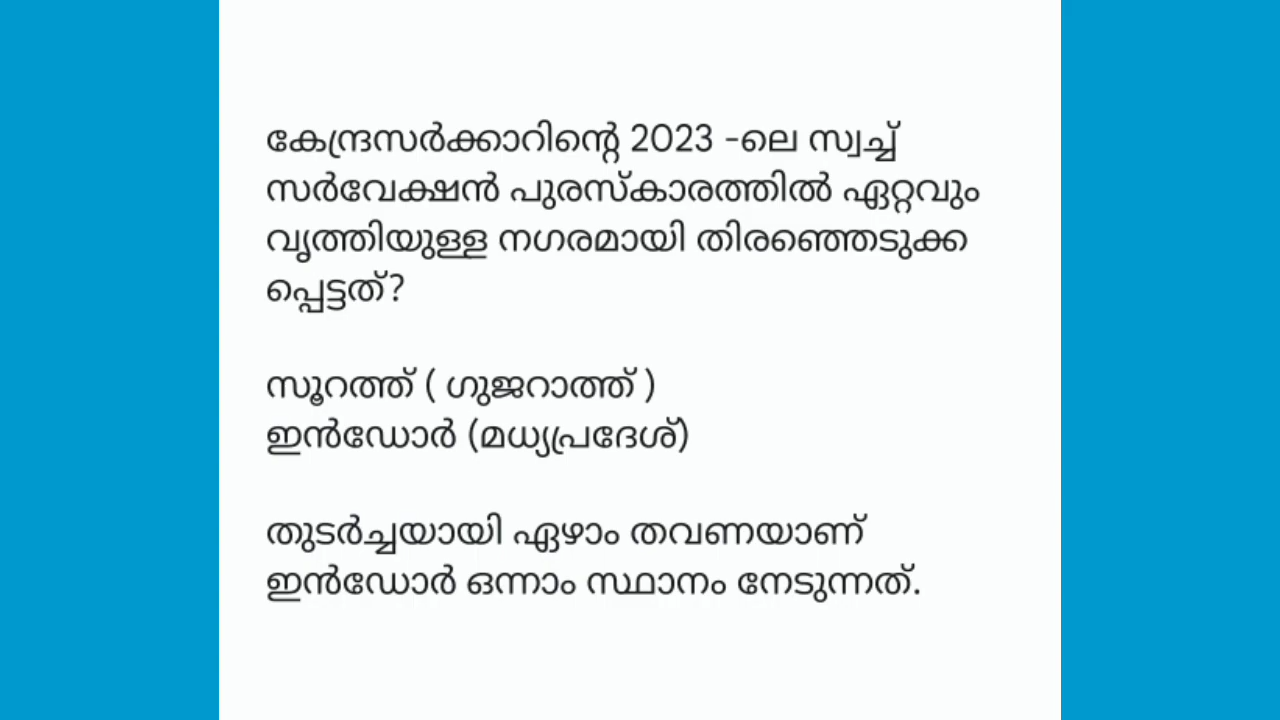 കേന്ദ്രസർക്കാറിന്റെ 2023 -ലെ സ്വച്ച്
സർവേക്ഷൻ പുരസ്കാരത്തിൽ ഏറ്റവും
വൃത്തിയുള്ള നഗരമായി തിരഞ്ഞെടുക്ക
പ്പെട്ടത്?
സൂറത്ത് ( ഗുജറാത്ത് )
ഇൻഡോർ (മധ്യപ്രദേശ്)
തുടർച്ചയായി ഏഴാം തവണയാണ്
ഇൻഡോർ ഒന്നാം സ്ഥാനം നേടുന്നത്.